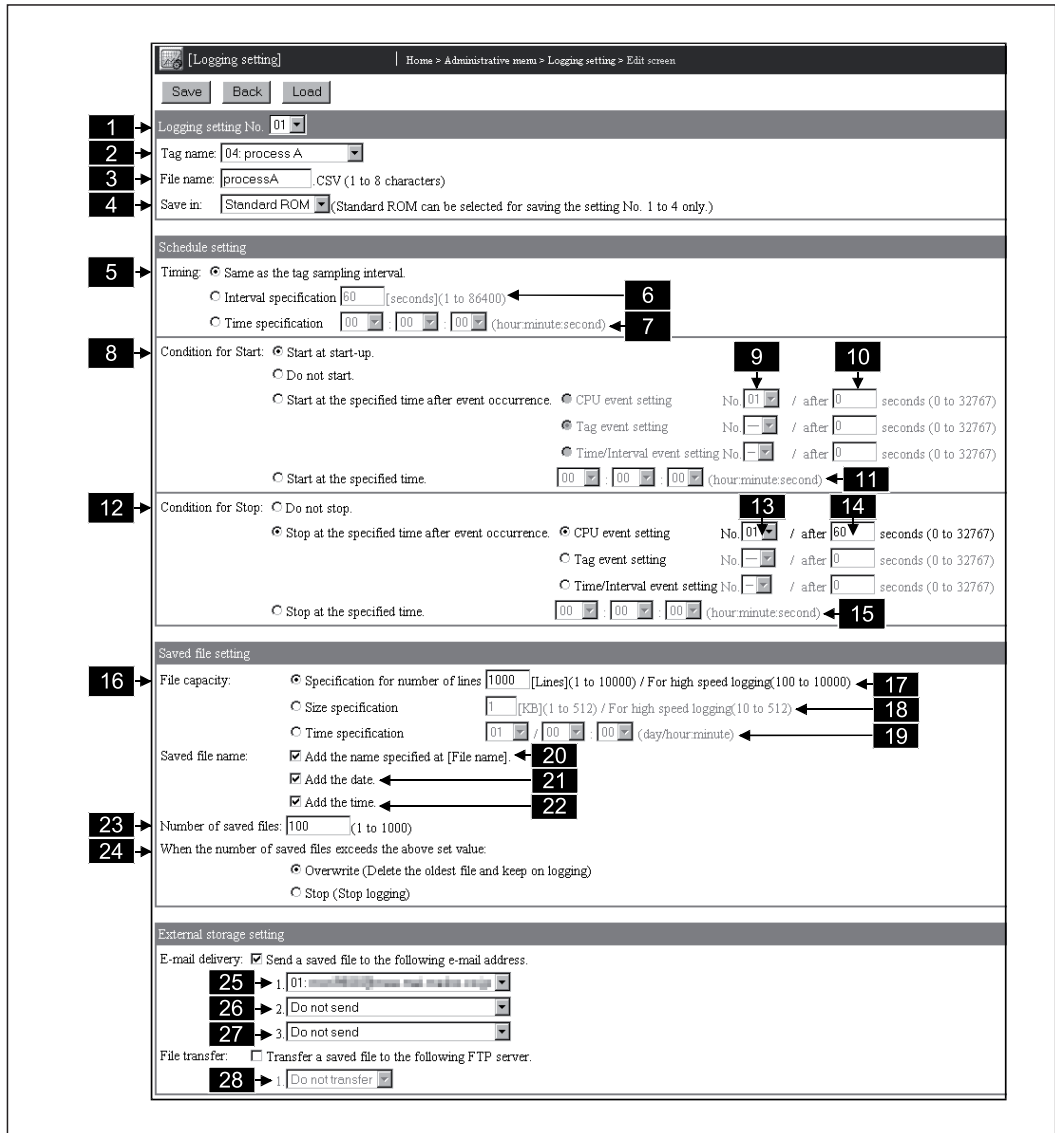 [Logging setting] Home > Administrative menu > Logging setting > Edit screen
Save Back Load
1 Logging setting No. 01
2 Tag name: 04: process A
3 File name: processA .CSV (1 to 8 characters)
4 Save in: Standard ROM (Standard ROM can be selected for saving the setting No. 1 to 4 only.)
Schedule setting
5 Timing: Same as the tag sampling interval.
Interval specification 60 [seconds](1 to 86400) 6
Time specification 00 : 00 : 00 (hour:minute:second) 7
8 Condition for Start: Start at start-up. 9 10
Do not start.
Start at the specified time after event occurrence. CPU event setting No. 01 / after 0 seconds (0 to 32767)
Tag event setting No. — / after 0 seconds (0 to 32767)
Time/Interval event setting No. – / after 0 seconds (0 to 32767)
Start at the specified time. 00 : 00 : 00 (hour:minute:second) 11
12 Condition for Stop: Do not stop. 13 14
Stop at the specified time after event occurrence. CPU event setting No. 01 / after 60 seconds (0 to 32767)
Tag event setting No. — / after 0 seconds (0 to 32767)
Time/Interval event setting No. – / after 0 seconds (0 to 32767)
Stop at the specified time. 00 : 00 : 00 (hour:minute:second) 15
Saved file setting
16 File capacity: Specification for number of lines 1000 [Lines](1 to 10000) / For high speed logging(100 to 10000) 17
Size specification 1 [KB](1 to 512) / For high speed logging(10 to 512) 18
Time specification 01 / 00 : 00 (day/hour:minute) 19
Saved file name: Add the name specified at [File name]. 20
Add the date. 21
Add the time. 22
23 Number of saved files: 100 (1 to 1000)
24 When the number of saved files exceeds the above set value:
Overwrite (Delete the oldest file and keep on logging)
Stop (Stop logging)
External storage setting
E-mail delivery: Send a saved file to the following e-mail address.
25 1. 01:
26 2. Do not send
27 3. Do not send
File transfer: Transfer a saved file to the following FTP server.
28 1. Do not transfer